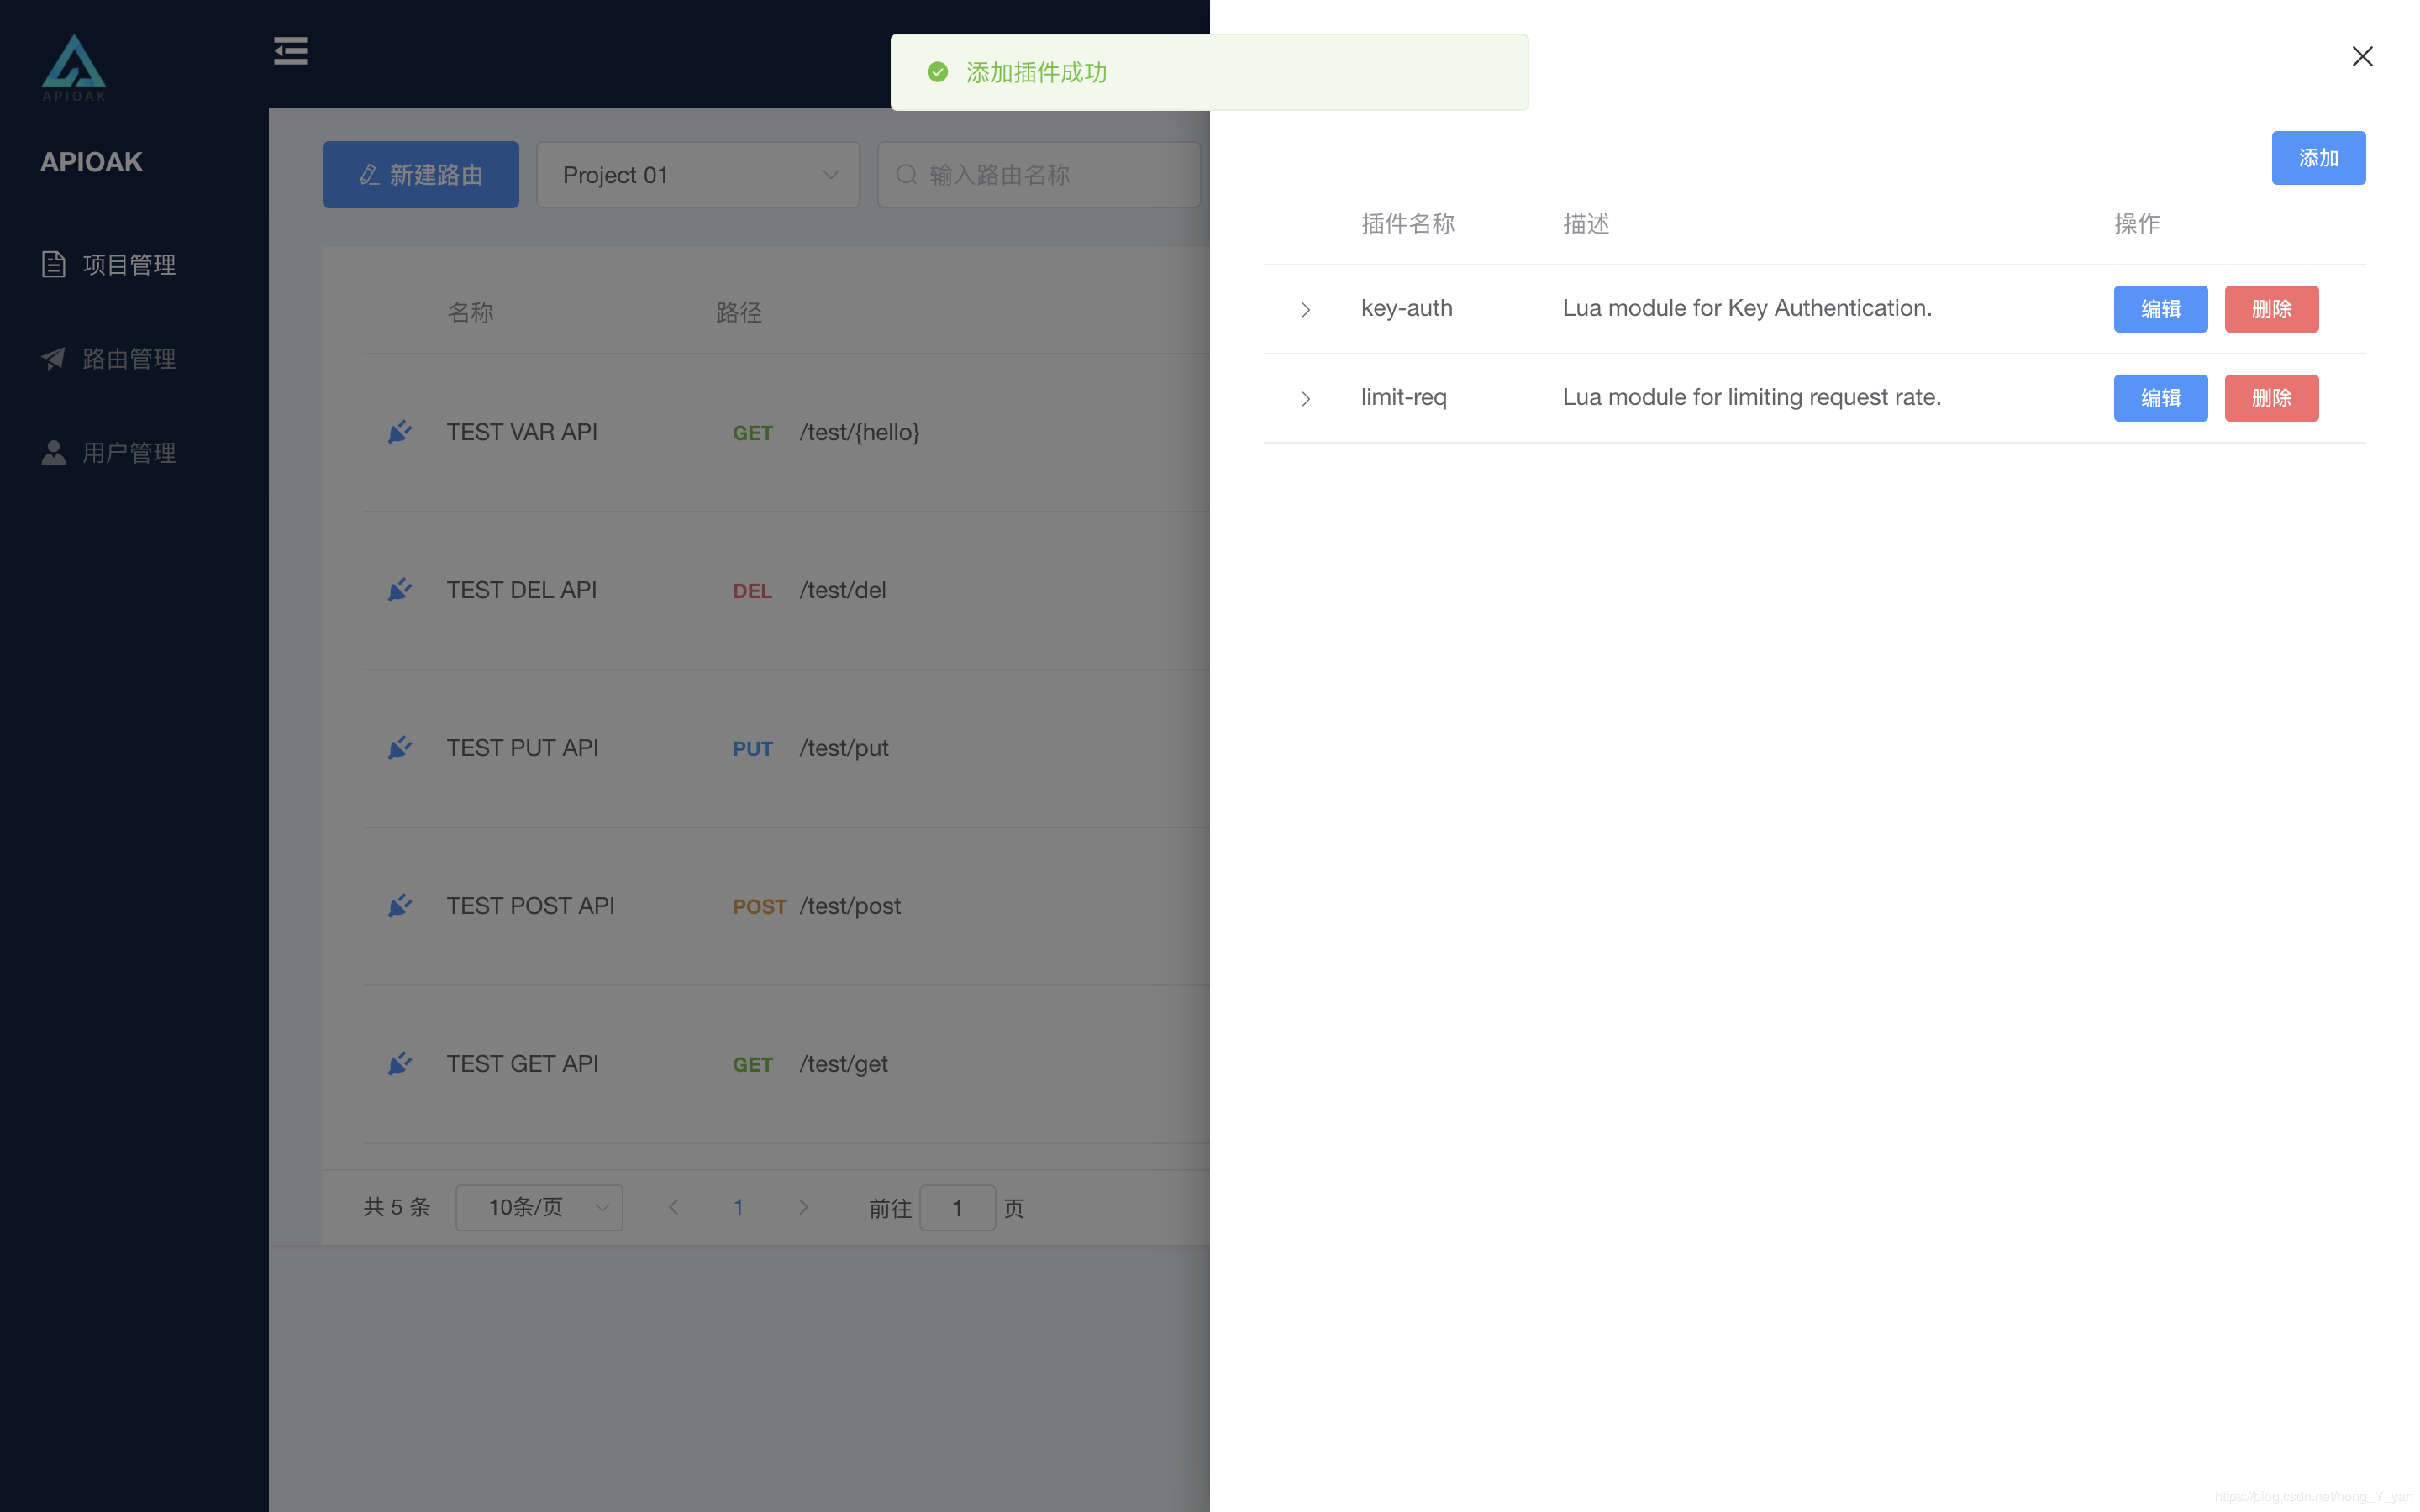 APIOAK
APIOAK
项目管理
路由管理
用户管理
添加插件成功
新建路由
Project 01
输入路由名称
名称 路径
TEST VAR API GET /test/{hello}
TEST DEL API DEL /test/del
TEST PUT API PUT /test/put
TEST POST API POST /test/post
TEST GET API GET /test/get
共 5 条 10条/页 1 前往 1 页
添加
插件名称 描述 操作
key-auth Lua module for Key Authentication. 编辑 删除
limit-req Lua module for limiting request rate. 编辑 删除
https://blog.csdn.net/hong_Y_yan